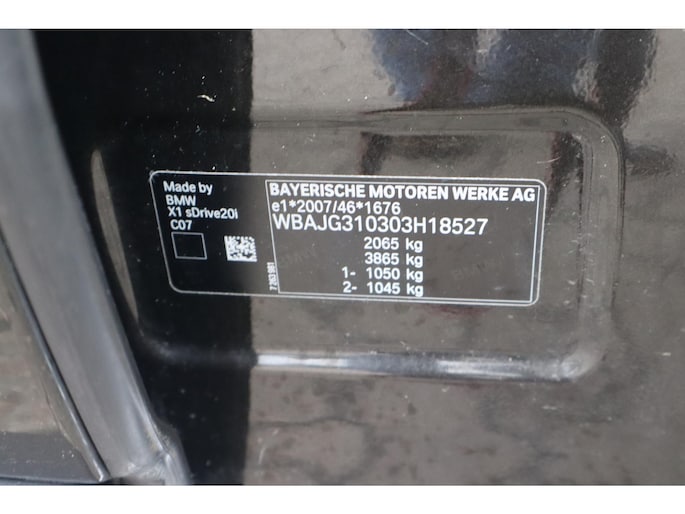 Made by
BMW
X1 sDrive20i
C07
BAYERISCHE MOTOREN WERKE AG
e1*2007/46*1676
WBAJG310303H18527
2065 kg
3865 kg
1- 1050 kg
2- 1045 kg